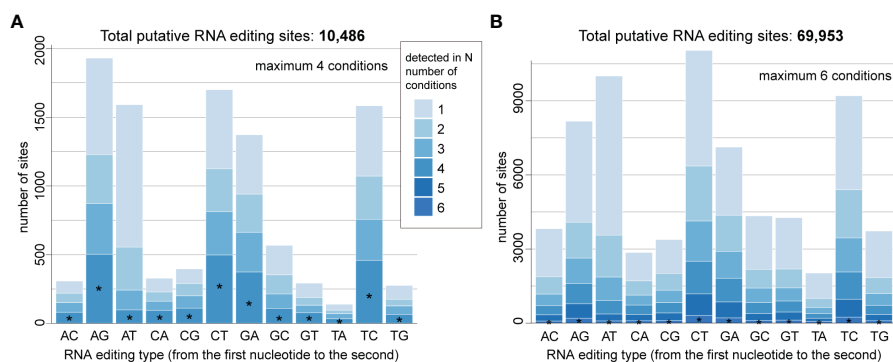 A
Total putative RNA editing sites: 10,486
maximum 4 conditions
number of sites
2000
1500
1000
500
0
*
*
*
*
*
*
*
*
*
*
*
*
AC AG AT CA CG CT GA GC GT TA TC TG
RNA editing type (from the first nucleotide to the second)
detected in N
number of
conditions
1
2
3
4
5
6
B
Total putative RNA editing sites: 69,953
maximum 6 conditions
number of sites
9000
6000
3000
0
*
*
*
*
*
*
*
*
*
*
*
*
AC AG AT CA CG CT GA GC GT TA TC TG
RNA editing type (from the first nucleotide to the second)